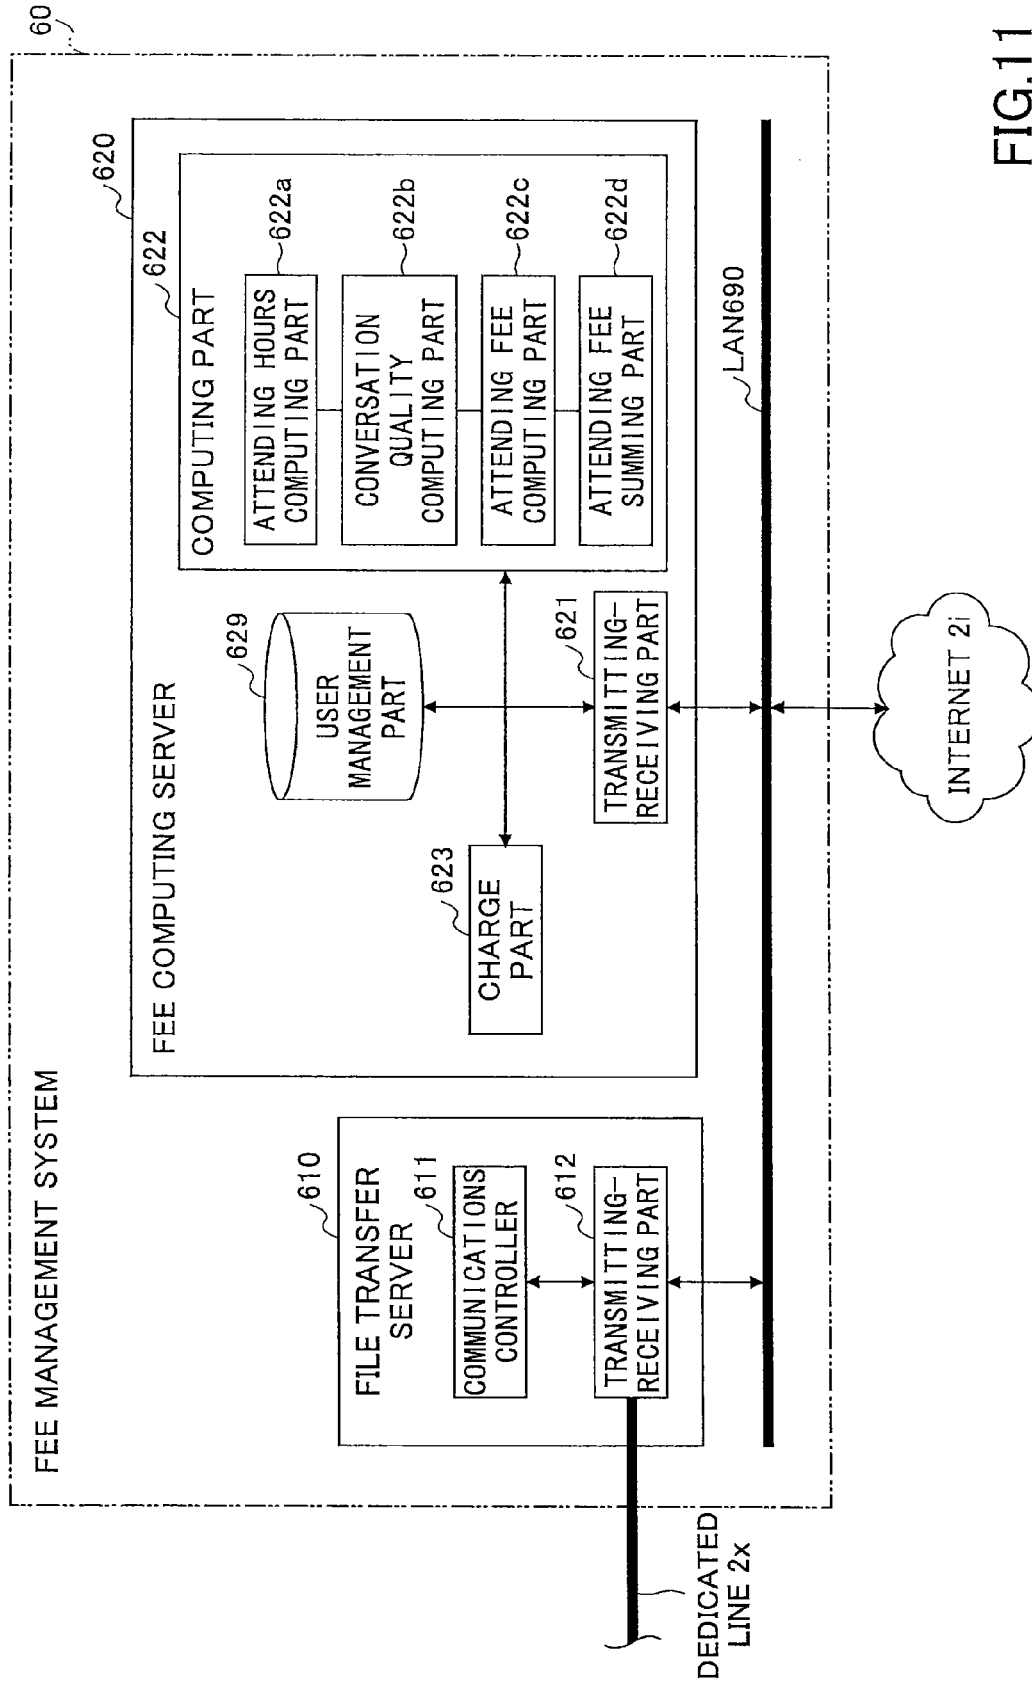 FEE MANAGEMENT SYSTEM
60
FILE TRANSFER
SERVER
610
COMMUNICATIONS
CONTROLLER
611
TRANSMITTING-
RECEIVING PART
612
DEDICATED
LINE 2x
FEE COMPUTING SERVER
620
CHARGE
PART
623
USER
MANAGEMENT
PART
629
TRANSMITTING-
RECEIVING PART
621
COMPUTING PART
622
ATTENDING HOURS
COMPUTING PART
622a
CONVERSATION
QUALITY
COMPUTING PART
622b
ATTENDING FEE
COMPUTING PART
622c
ATTENDING FEE
SUMMING PART
622d
LAN690
INTERNET 2i
FIG.11